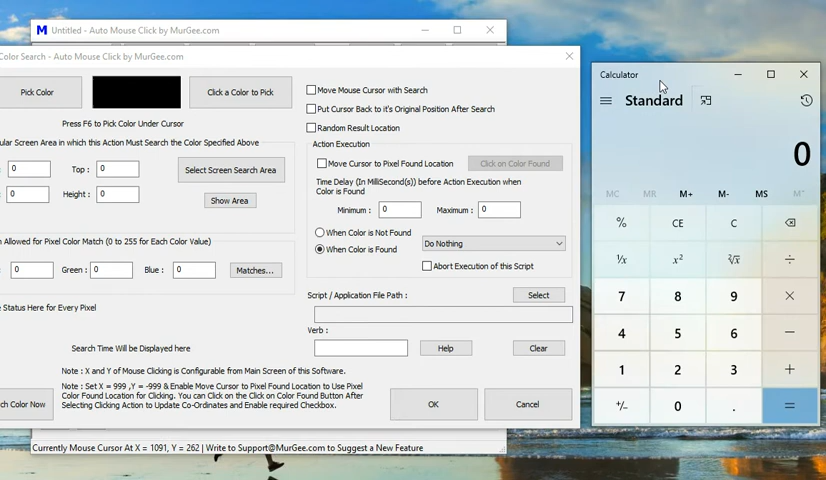 M Untitled - Auto Mouse Click by MurGee.com
Color Search - Auto Mouse Click by MurGee.com
Pick Color
Click a Color to Pick
Press F6 to Pick Color Under Cursor
ular Screen Area in which this Action Must Search the Color Specified Above
: 0 Top : 0
Select Screen Search Area
: 0 Height : 0
Show Area
n Allowed for Pixel Color Match (0 to 255 for Each Color Value)
: 0 Green : 0 Blue : 0 Matches...
Status Here for Every Pixel
Search Time will be Displayed here
ch Color Now
Move Mouse Cursor with Search
Put Cursor Back to it's Original Position After Search
Random Result Location
Action Execution
Move Cursor to Pixel Found Location
Click on Color Found
Time Delay (In MilliSecond(s)) before Action Execution when
Color is Found
Minimum : 0 Maximum : 0
When Color is Not Found
When Color is Found
Do Nothing
Abort Execution of this Script
Script / Application File Path :
Select
Verb :
Help
Clear
Note : X and Y of Mouse Clicking is Configurable from Main Screen of this Software.
Note : Set X = 999 ,Y = -999 & Enable Move Cursor to Pixel Found Location to Use Pixel
Color Found Location for Clicking. You can Click on the Click on Color Found Button After
Selecting Clicking Action to Update Co-Ordinates and Enable required Checkbox.
OK
Cancel
Currently Mouse Cursor At X = 1091, Y = 262 | Write to Support@MurGee.com to Suggest a New Feature
Calculator
Standard
0
MC MR M+ M- MS M˅
% CE C
¹/x x² ²√x ÷
7 8 9 ×
4 5 6 −
1 2 3 +
+/− 0 . =